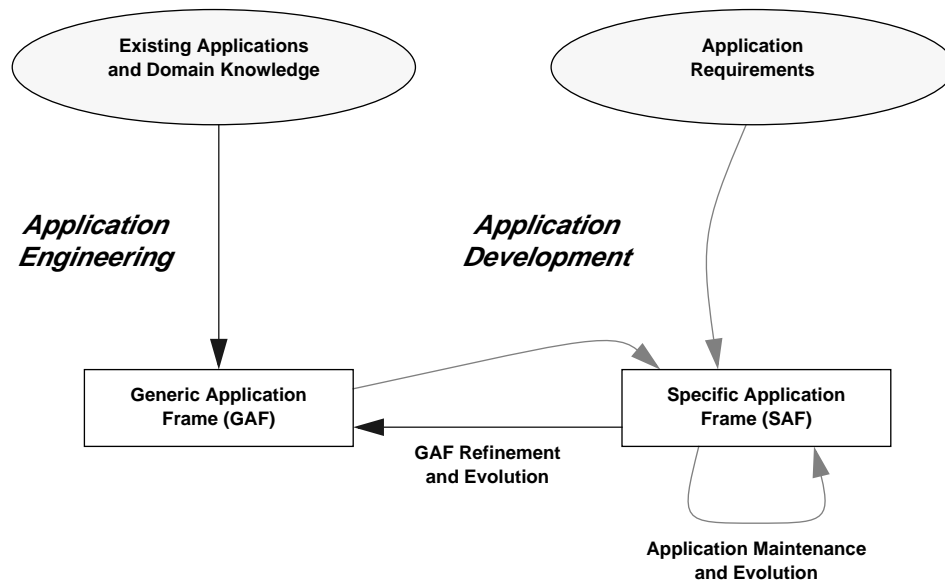 Existing Applications
and Domain Knowledge
Application
Requirements
Application
Engineering
Application
Development
Generic Application
Frame (GAF)
Specific Application
Frame (SAF)
GAF Refinement
and Evolution
Application Maintenance
and Evolution